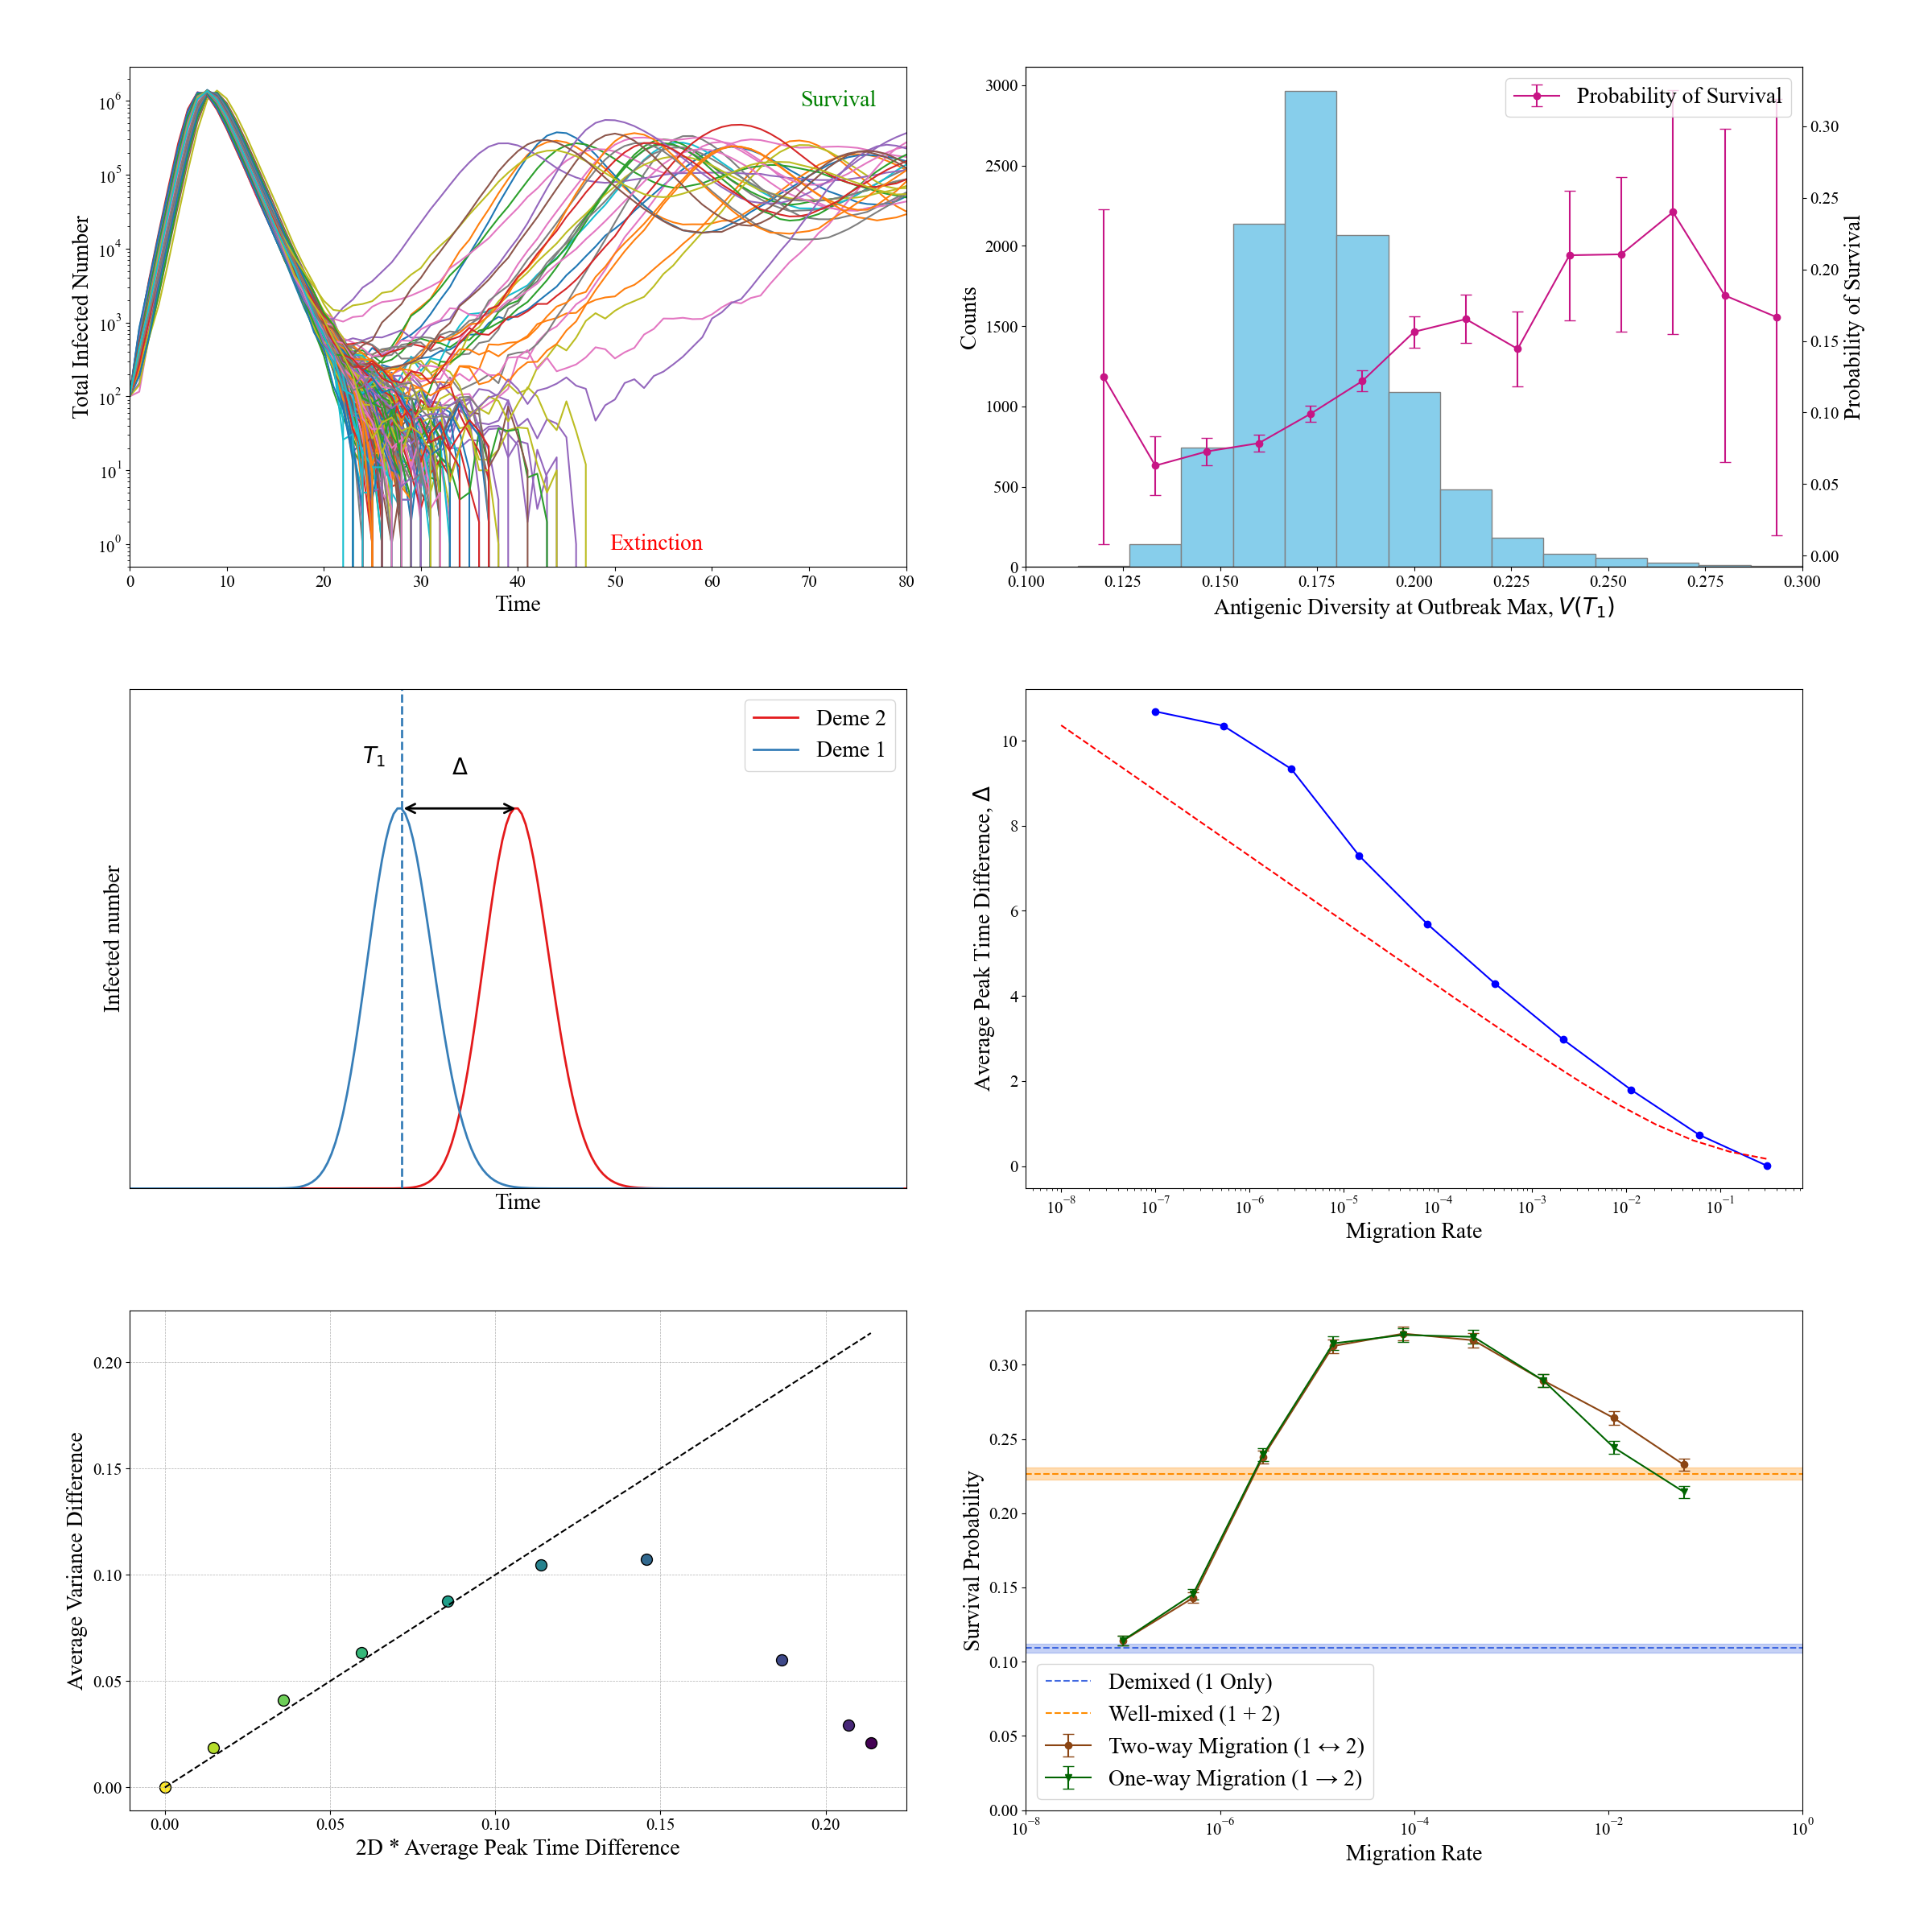 Survival
Extinction
Total Infected Number
10^6
10^5
10^4
10^3
10^2
10^1
10^0
0 10 20 30 40 50 60 70 80
Time
Probability of Survival
Counts
3000
2500
2000
1500
1000
500
0
0.30
0.25
0.20
0.15
0.10
0.05
0.00
Probability of Survival
0.100 0.125 0.150 0.175 0.200 0.225 0.250 0.275 0.300
Antigenic Diversity at Outbreak Max, V(T₁)
Deme 2
Deme 1
T₁
Δ
Infected number
Time
Average Peak Time Difference, Δ
10
8
6
4
2
0
10⁻⁸ 10⁻⁷ 10⁻⁶ 10⁻⁵ 10⁻⁴ 10⁻³ 10⁻² 10⁻¹
Migration Rate
Average Variance Difference
0.20
0.15
0.10
0.05
0.00
0.00 0.05 0.10 0.15 0.20
2D * Average Peak Time Difference
Survival Probability
0.30
0.25
0.20
0.15
0.10
0.05
0.00
Demixed (1 Only)
Well-mixed (1 + 2)
Two-way Migration (1 ↔ 2)
One-way Migration (1 → 2)
10⁻⁸ 10⁻⁶ 10⁻⁴ 10⁻² 10⁰
Migration Rate